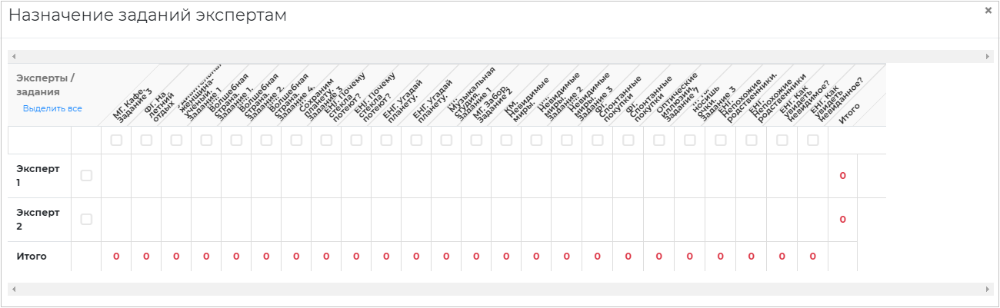 Назначение заданий экспертам
Эксперты /
задания
Выделить все
МГ. Кафе.
Задание 3
ФГ. На
летний
отдых
женщина-
учёный.
Задание 1
Волшебная
страна.
Задание 1.
Волшебная
страна.
Задание 2.
Волшебная
страна.
Задание 4.
Сохраним
планету.
Задание 3
ЕНГ. Почему
стекла
потеют?
ЕНГ. Почему
стекла
потеют?
ЕНГ. Угадай
планету.
ЕНГ. Угадай
планету.
Музыкальная
студия.
Задание 1
МГ. Забор.
Задание 2
КМ.
Невидимые
миры.
Невидимые
миры.
Задание 2
Невидимые
миры.
Задание 3
ФГ.
Спонтанные
покупки
ФГ.
Спонтанные
покупки
Оптические
иллюзии.
Задание 7
носишь
очки
Задание 3
ЕНГ.
Непохожие
родственники.
ЕНГ.
Непохожие
родственники
ЕНГ. Как
увидеть
невидимое?
ЕНГ. Как
увидеть
невиданное?
Итого
Эксперт
1
0
Эксперт
2
0
Итого 0 0 0 0 0 0 0 0 0 0 0 0 0 0 0 0 0 0 0 0 0 0 0 0